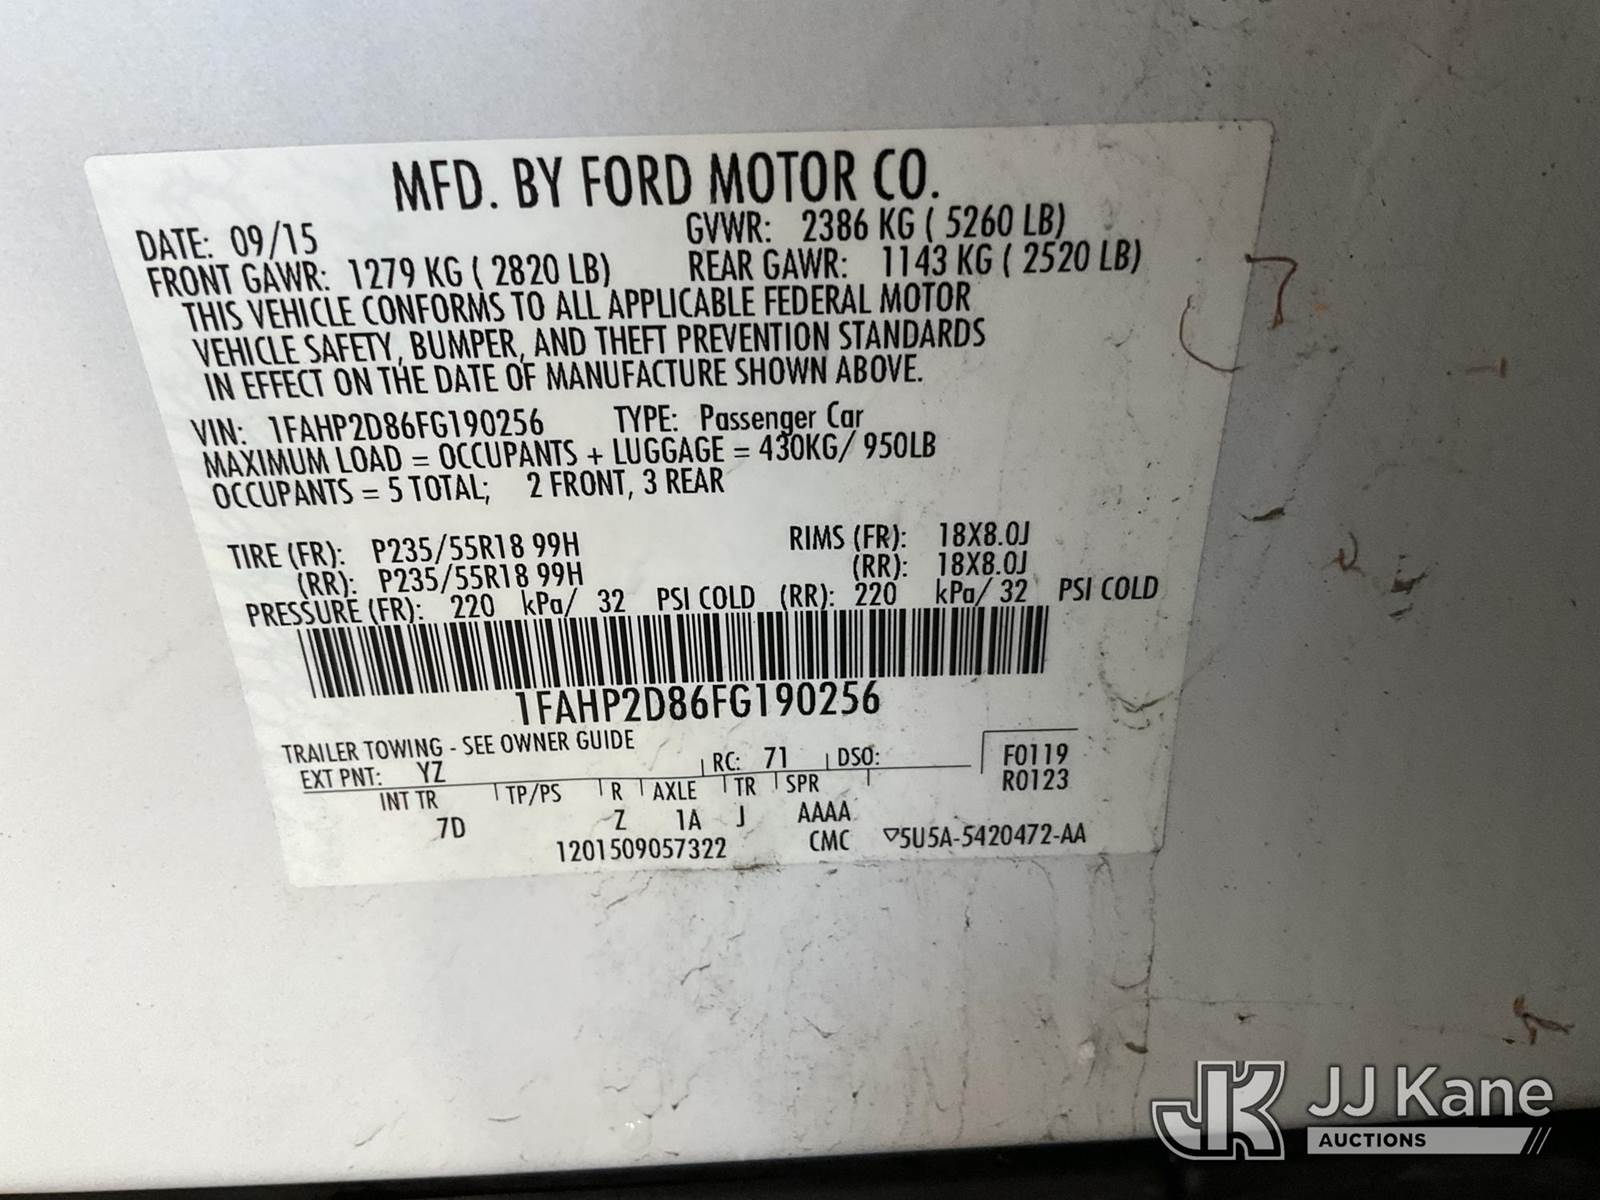 MFD. BY FORD MOTOR CO.
DATE: 09/15 GVWR: 2386 KG ( 5260 LB)
FRONT GAWR: 1279 KG ( 2820 LB) REAR GAWR: 1143 KG ( 2520 LB)
THIS VEHICLE CONFORMS TO ALL APPLICABLE FEDERAL MOTOR
VEHICLE SAFETY, BUMPER, AND THEFT PREVENTION STANDARDS
IN EFFECT ON THE DATE OF MANUFACTURE SHOWN ABOVE.
VIN: 1FAHP2D86FG190256 TYPE: Passenger Car
MAXIMUM LOAD = OCCUPANTS + LUGGAGE = 430KG/ 950LB
OCCUPANTS = 5 TOTAL; 2 FRONT, 3 REAR
TIRE (FR): P235/55R18 99H RIMS (FR): 18X8.0J
(RR): P235/55R18 99H (RR): 18X8.0J
PRESSURE (FR): 220 kPa/ 32 PSI COLD (RR): 220 kPa/ 32 PSI COLD
1FAHP2D86FG190256
TRAILER TOWING - SEE OWNER GUIDE
EXT PNT: YZ RC: 71 DSO: F0119
INT TR TP/PS R AXLE TR SPR R0123
7D Z 1A J AAAA
1201509057322 CMC ▽5U5A-5420472-AA
JK JJ Kane
AUCTIONS